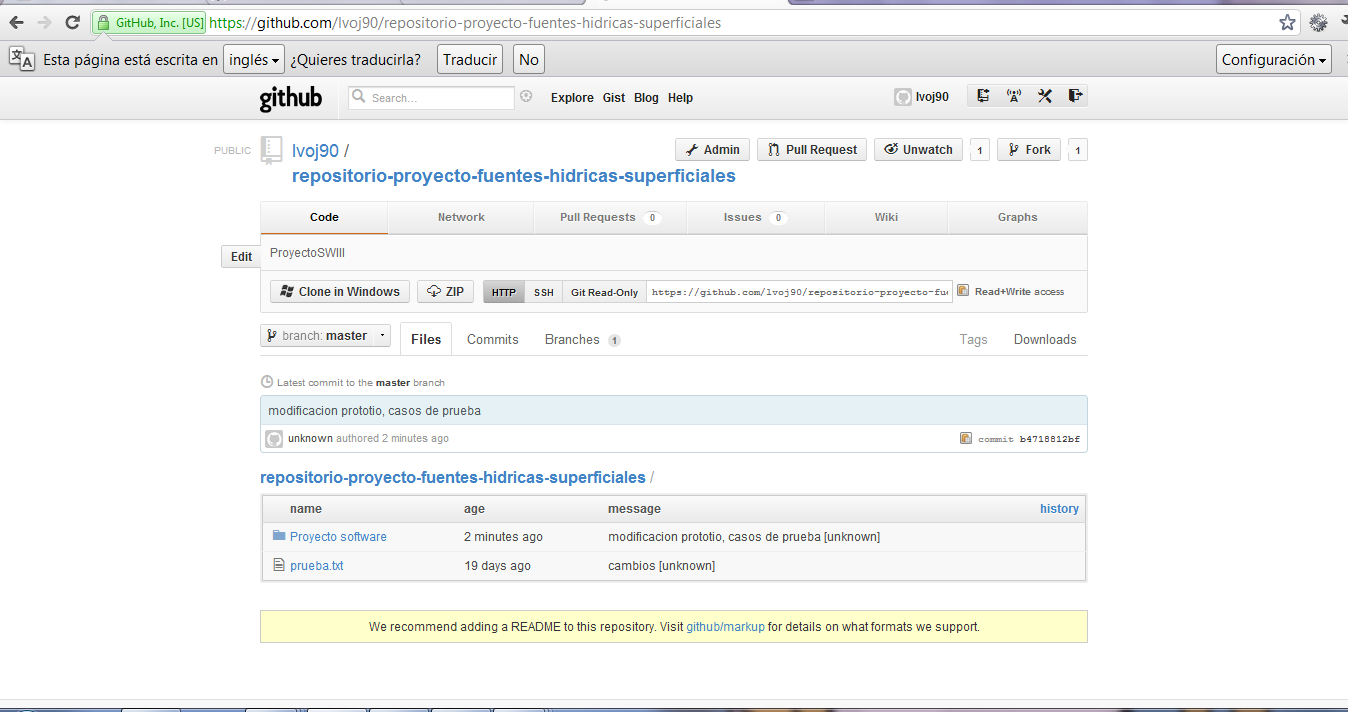 GitHub, Inc. [US] https://github.com/lvoj90/repositorio-proyecto-fuentes-hidricas-superficiales
Esta página está escrita en inglés ¿Quieres traducirla? Traducir No Configuración
github Search... Explore Gist Blog Help lvoj90
PUBLIC lvoj90 / Admin Pull Request Unwatch 1 Fork 1
repositorio-proyecto-fuentes-hidricas-superficiales
Code Network Pull Requests 0 Issues 0 Wiki Graphs
Edit ProyectoSWIII
Clone in Windows ZIP HTTP SSH Git Read-Only https://github.com/lvoj90/repositorio-proyecto-fue Read+Write access
branch: master Files Commits Branches 1 Tags Downloads
Latest commit to the master branch
modificacion prototio, casos de prueba
unknown authored 2 minutes ago commit b4718812bf
repositorio-proyecto-fuentes-hidricas-superficiales /
name age message history
Proyecto software 2 minutes ago modificacion prototio, casos de prueba [unknown]
prueba.txt 19 days ago cambios [unknown]
We recommend adding a README to this repository. Visit github/markup for details on what formats we support.